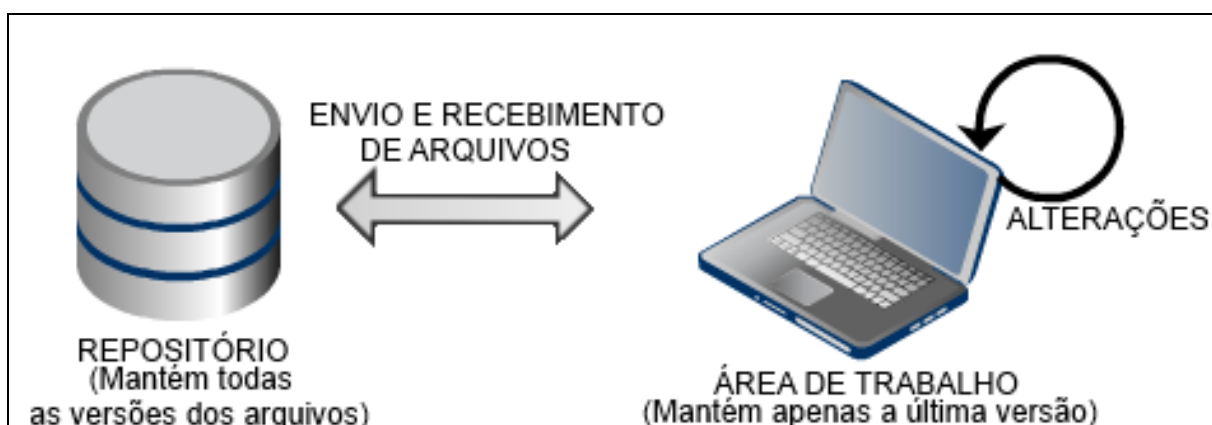 ENVIO E RECEBIMENTO
DE ARQUIVOS
ALTERAÇÕES
REPOSITÓRIO
(Mantém todas
as versões dos arquivos)
ÁREA DE TRABALHO
(Mantém apenas a última versão)